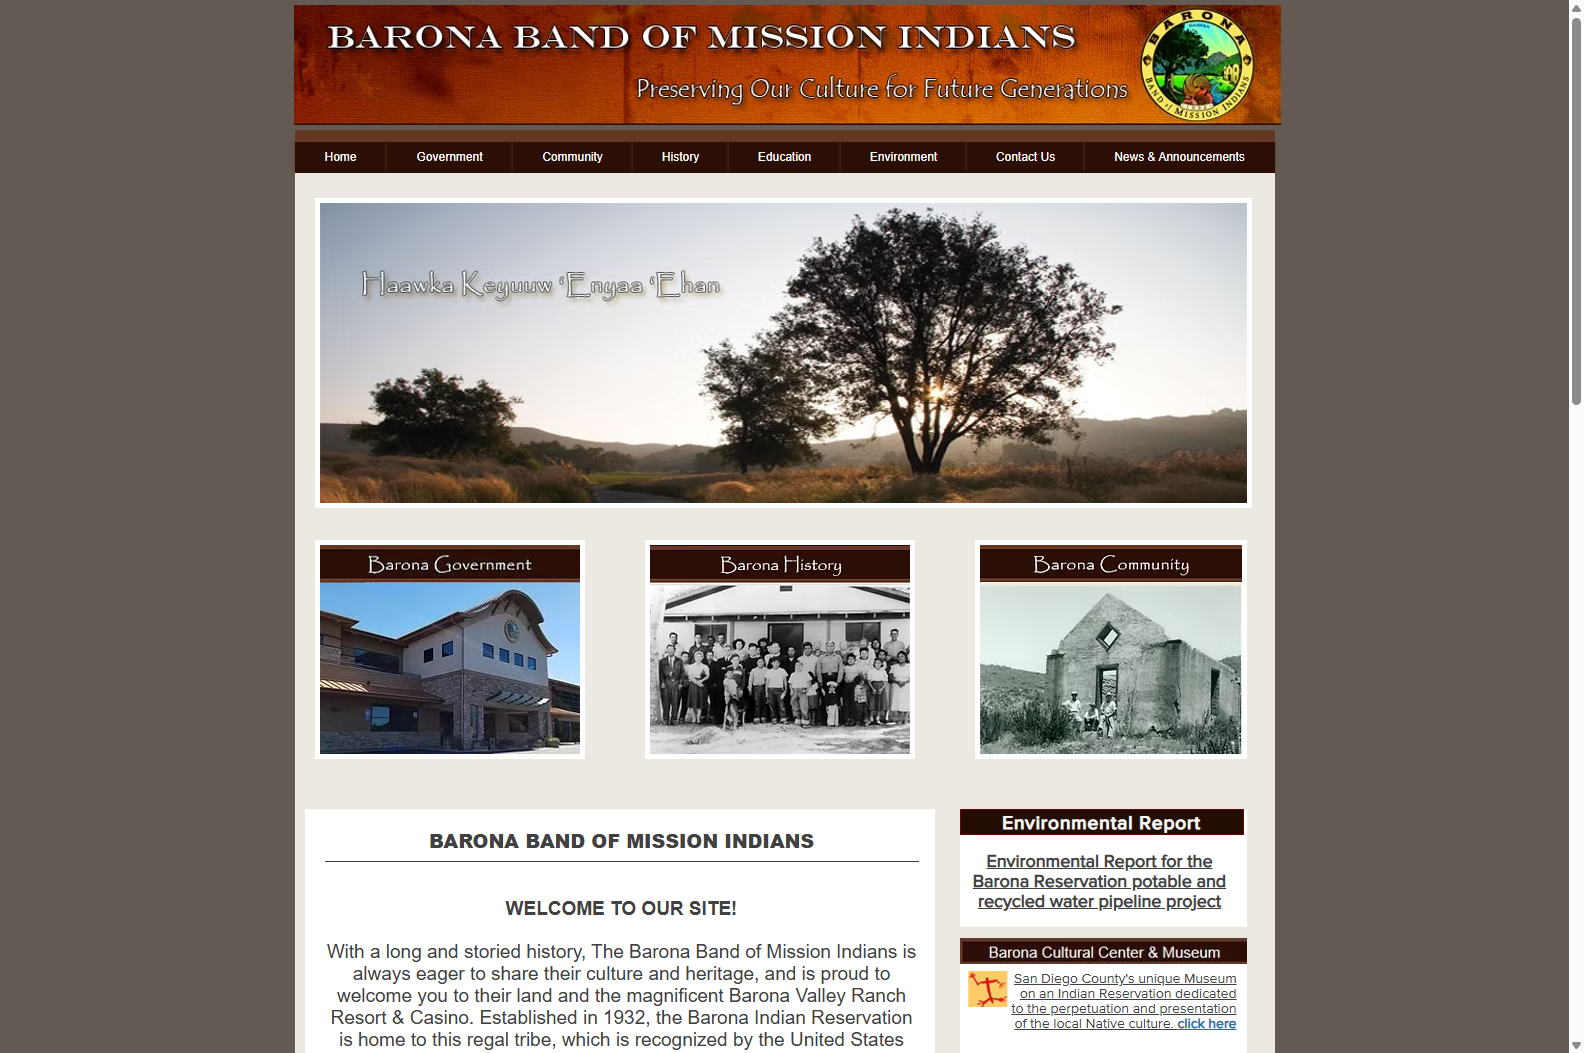 BARONA BAND OF MISSION INDIANS
Preserving Our Culture for Future Generations
BARONA
BAND of MISSION INDIANS
1932
Home Government Community History Education Environment Contact Us News & Announcements
Haawka Keyuuw 'Enyaa 'Ehan
Barona Government
Barona History
Barona Community
BARONA BAND OF MISSION INDIANS
WELCOME TO OUR SITE!
With a long and storied history, The Barona Band of Mission Indians is
always eager to share their culture and heritage, and is proud to
welcome you to their land and the magnificent Barona Valley Ranch
Resort & Casino. Established in 1932, the Barona Indian Reservation
is home to this regal tribe, which is recognized by the United States
Environmental Report
Environmental Report for the
Barona Reservation potable and
recycled water pipeline project
Barona Cultural Center & Museum
San Diego County's unique Museum
on an Indian Reservation dedicated
to the perpetuation and presentation
of the local Native culture. click here